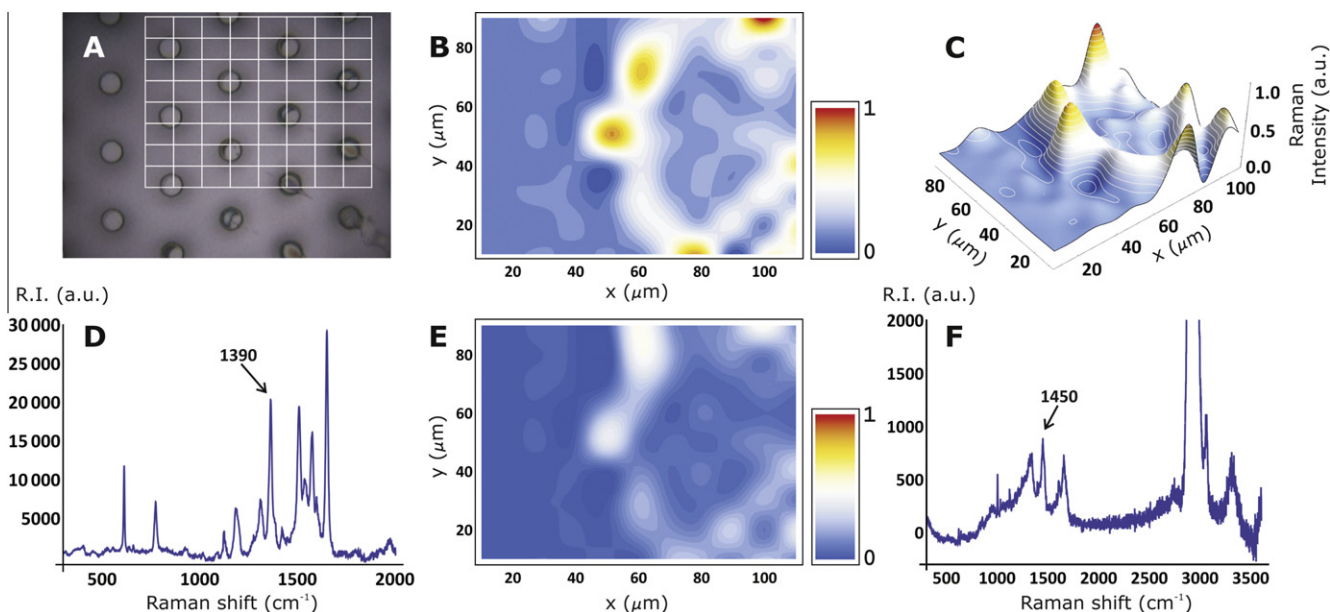 A
B
80
60
40
20
y (μm)
20 40 60 80 100
x (μm)
1
0
C
1.0
0.5
0.0
Raman
Intensity (a.u.)
80
60
40
20
y (μm)
20
40
60
80
100
x (μm)
R.I. (a.u.)
D
30 000
25 000
20 000
15 000
10 000
5000
1390
500 1000 1500 2000
Raman shift (cm⁻¹)
E
80
60
40
20
y (μm)
20 40 60 80 100
x (μm)
1
0
R.I. (a.u.)
F
2000
1500
1000
500
0
1450
500 1000 1500 2000 2500 3000 3500
Raman shift (cm⁻¹)